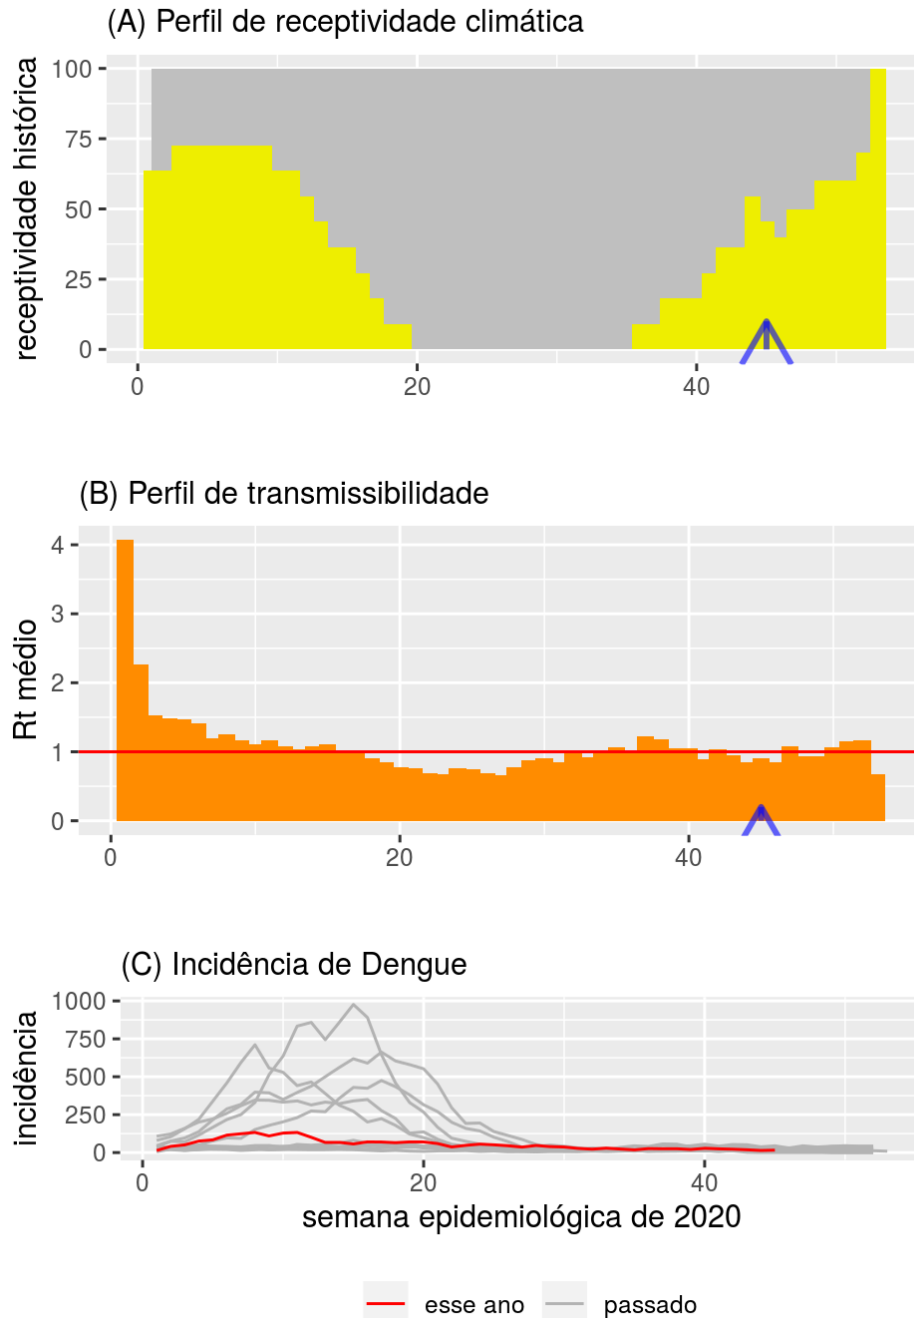 (A) Perfil de receptividade climática
receptividade histórica
100
75
50
25
0
0 20 40
(B) Perfil de transmissibilidade
Rt médio
4
3
2
1
0
0 20 40
(C) Incidência de Dengue
incidência
1000
750
500
250
0
0 20 40
semana epidemiológica de 2020
esse ano passado